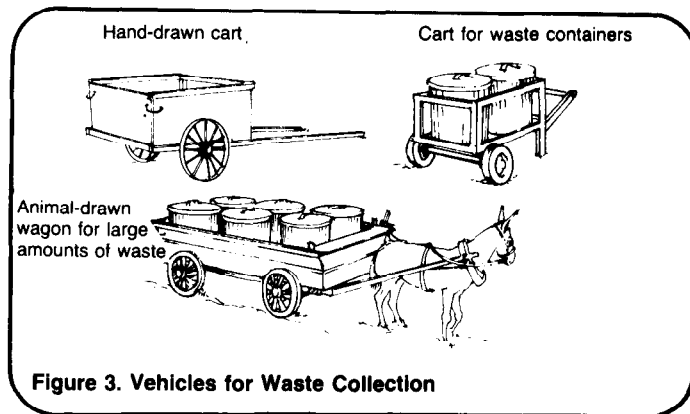 Hand-drawn cart
Cart for waste containers
Animal-drawn
wagon for large
amounts of waste
Figure 3. Vehicles for Waste Collection